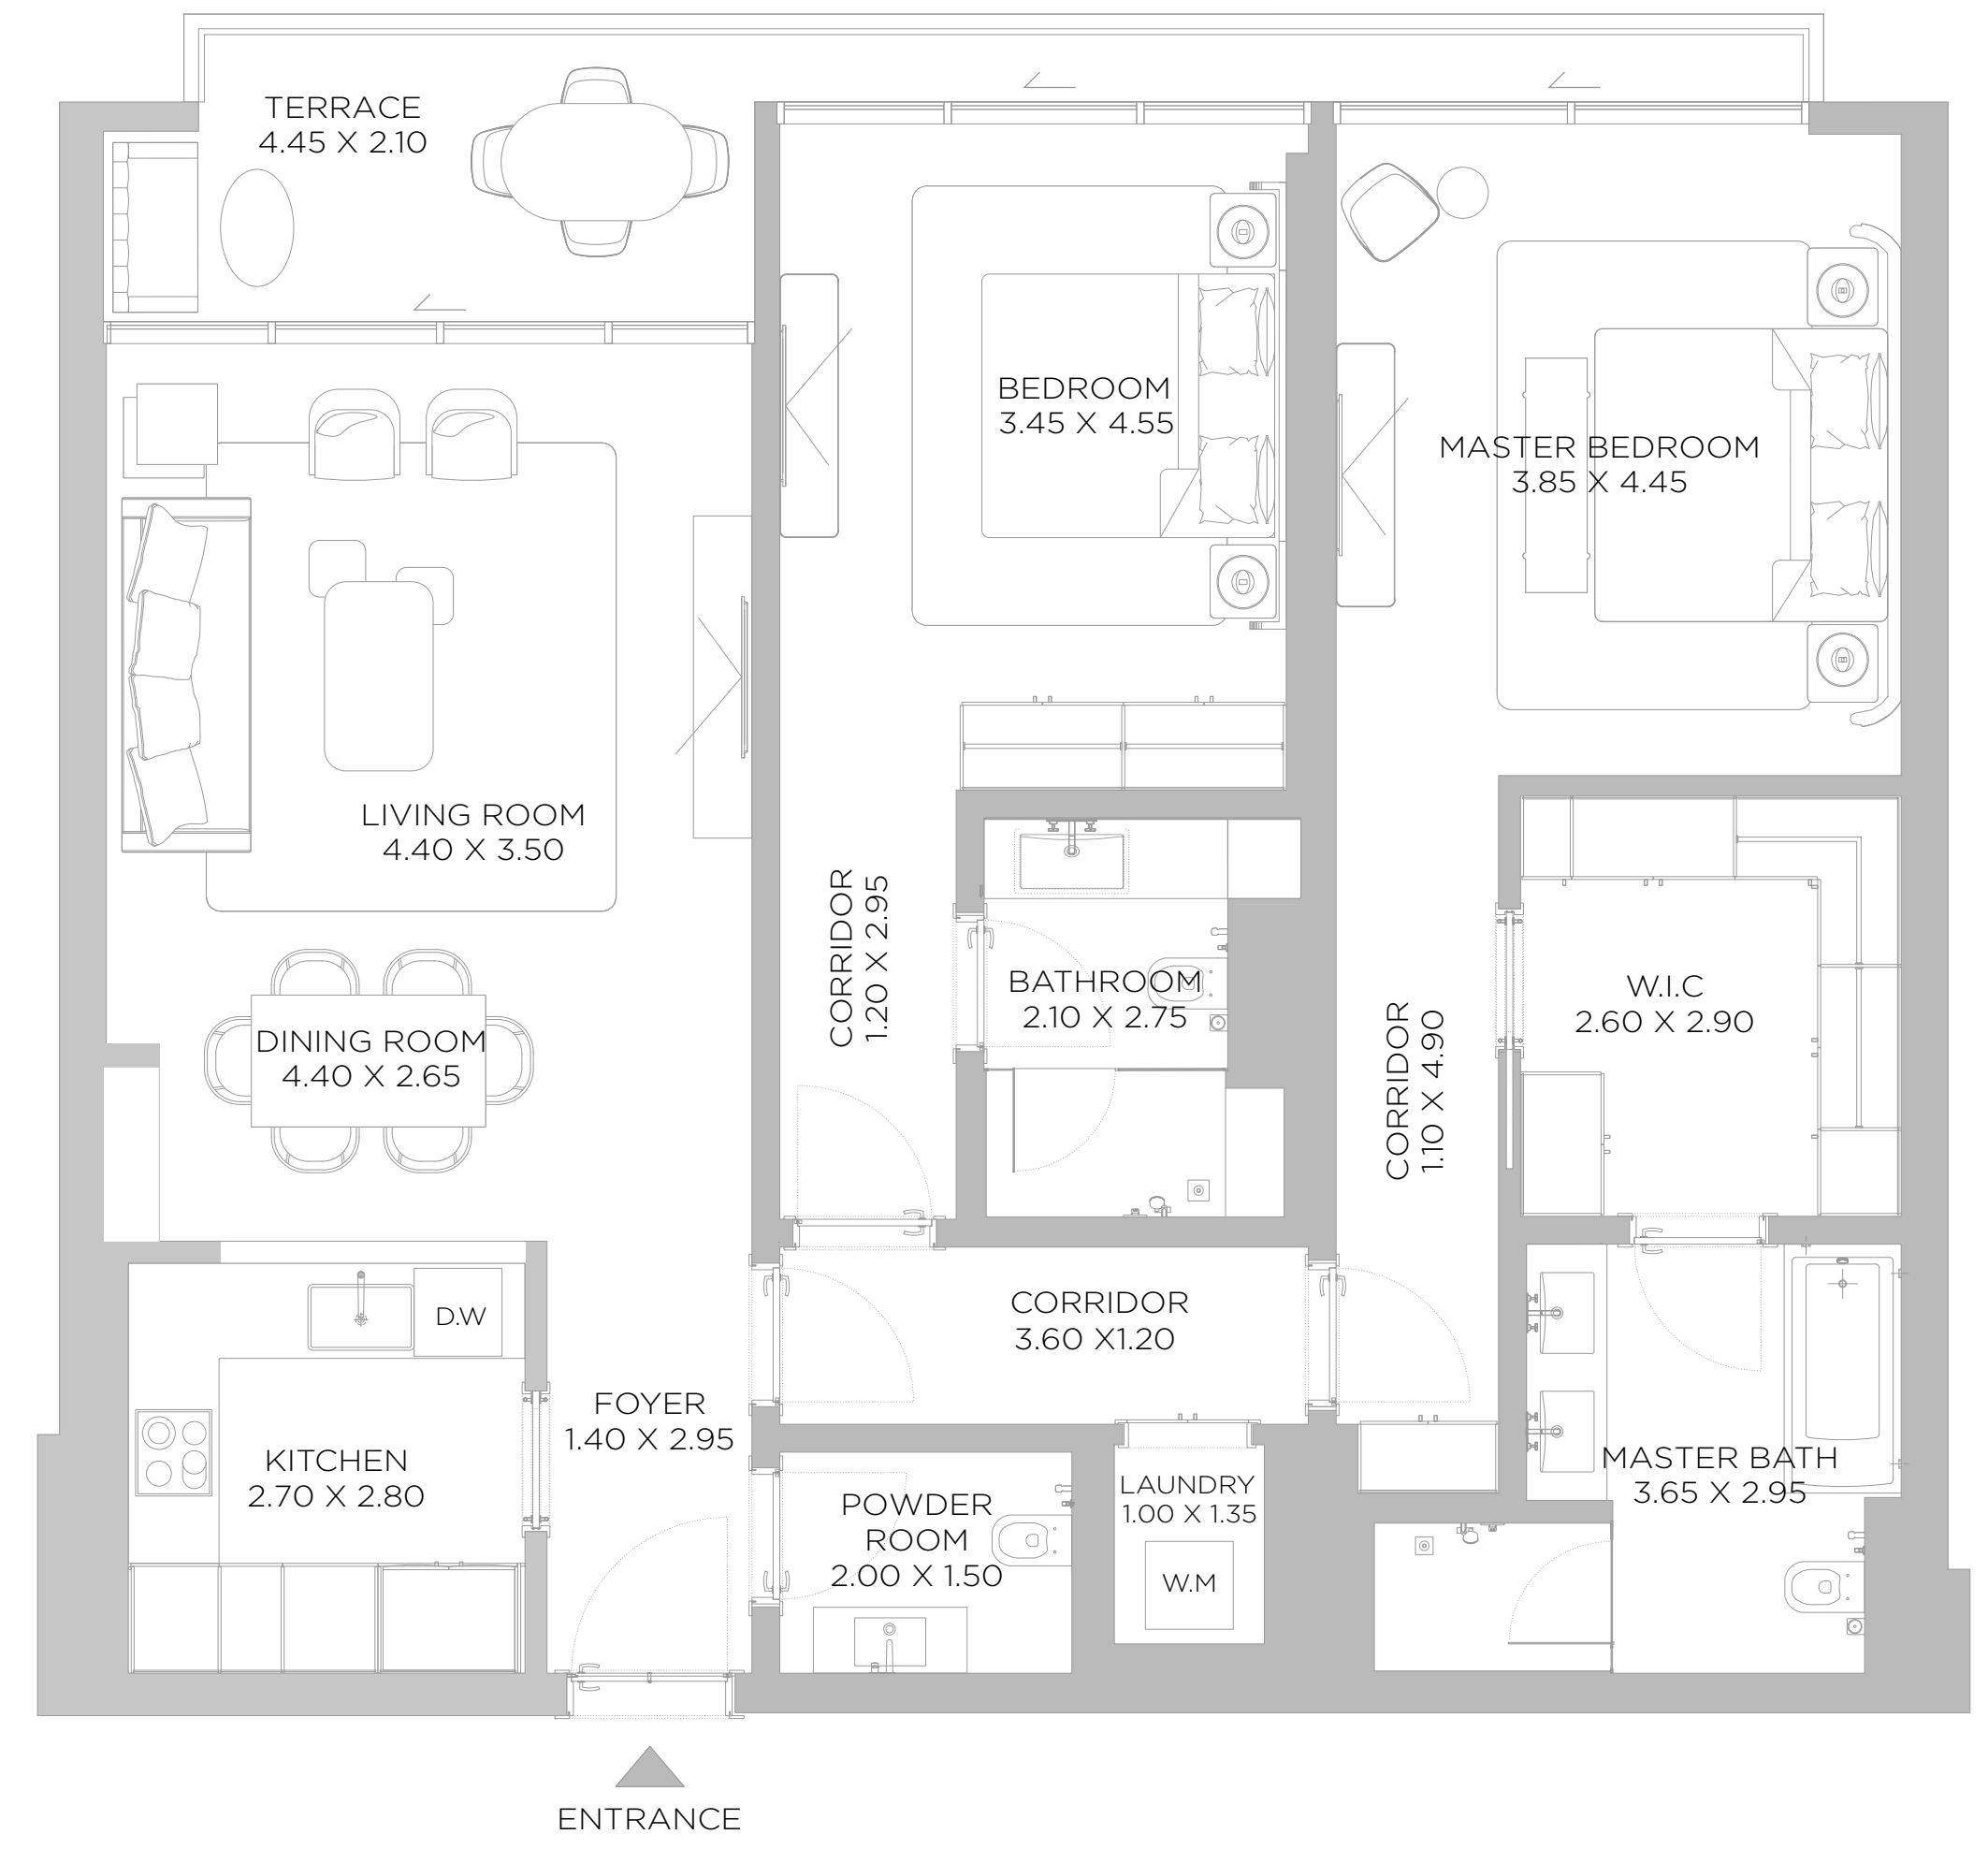 TERRACE
4.45 X 2.10
BEDROOM
3.45 X 4.55
MASTER BEDROOM
3.85 X 4.45
LIVING ROOM
4.40 X 3.50
CORRIDOR
1.20 X 2.95
BATHROOM
2.10 X 2.75
CORRIDOR
1.10 X 4.90
W.I.C
2.60 X 2.90
DINING ROOM
4.40 X 2.65
D.W
CORRIDOR
3.60 X1.20
FOYER
1.40 X 2.95
KITCHEN
2.70 X 2.80
POWDER
ROOM
2.00 X 1.50
LAUNDRY
1.00 X 1.35
W.M
MASTER BATH
3.65 X 2.95
ENTRANCE